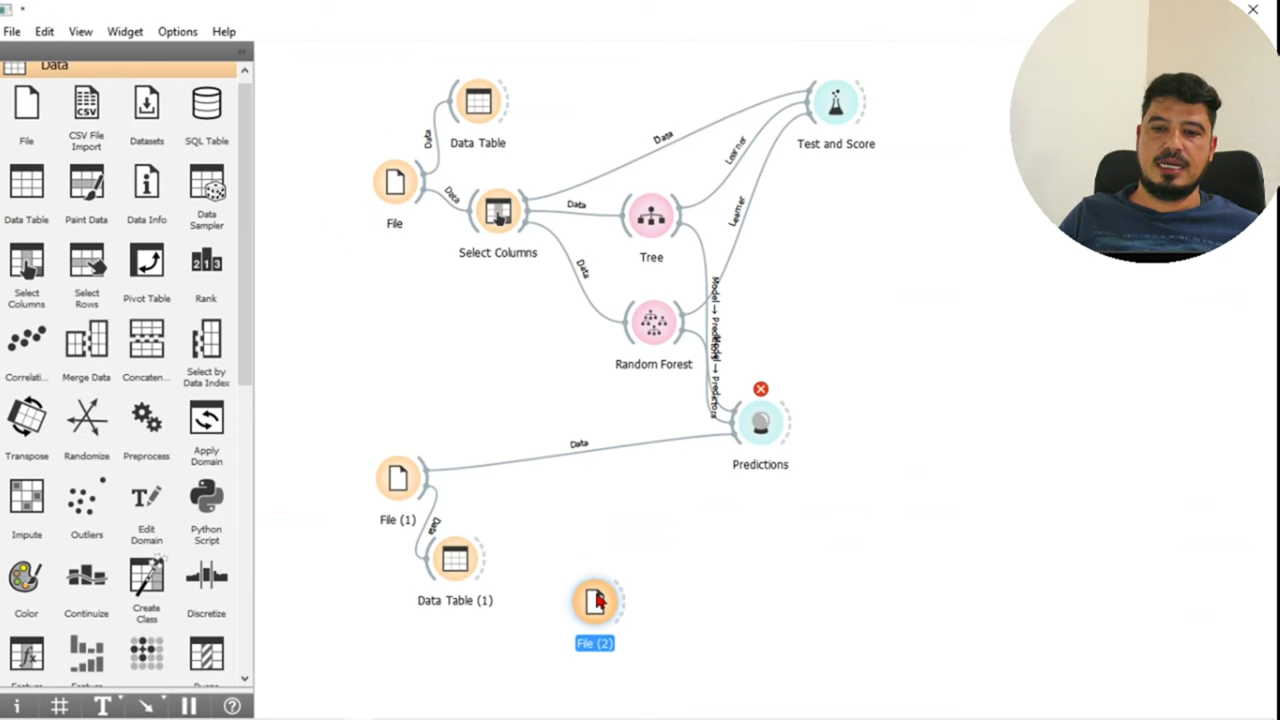 File Edit View Widget Options Help
Data
File
CSV File
Import
Datasets
SQL Table
Data Table
Paint Data
Data Info
Data
Sampler
Select
Columns
Select
Rows
Pivot Table
Rank
Correlati...
Merge Data
Concaten...
Select by
Data Index
Transpose
Randomize
Preprocess
Apply
Domain
Impute
Outliers
Edit
Domain
Python
Script
Color
Continuize
Create
Class
Discretize
Data Table
Data
File
Data
Select Columns
Data
Data
Data
Tree
Random Forest
Learner
Learner
Test and Score
Model → Predictors
Model → Predictors
Predictions
Data
File (1)
Data
Data Table (1)
File (2)